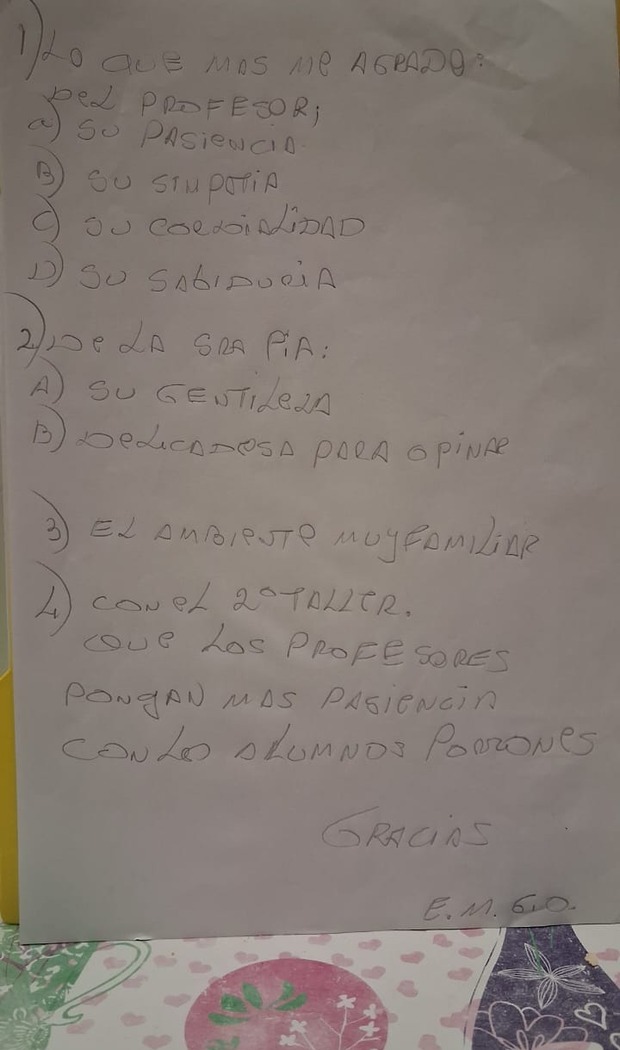 1) LO QUE MAS ME AGRADO:
DEL PROFESOR;
a) SU PASIENCIA.
B) SU SIMPATIA
C) SU CORDIALIDAD
D) SU SABIDURIA
2) DE LA SRA PIA:
A) SU GENTILEZA
B) DELICADESA PARA OPINAR
3) EL AMBIENTE MUY FAMILIAR
4) CON EL 2º TALLER.
QUE LOS PROFESORES
PONGAN MAS PASIENCIA
CON LO ALUMNOS PORRONES
GRACIAS
E. M. G.O.